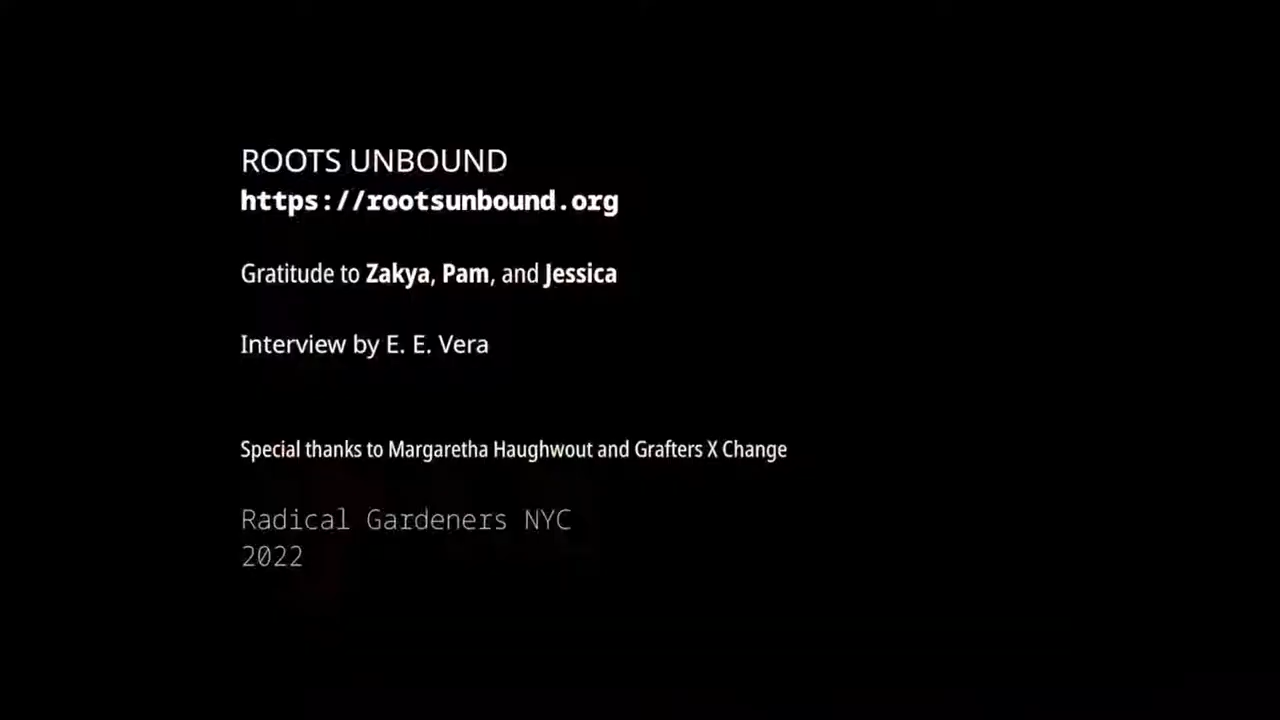 ROOTS UNBOUND
https://rootsunbound.org
Gratitude to Zakya, Pam, and Jessica
Interview by E. E. Vera
Special thanks to Margaretha Haughwout and Grafters X Change
Radical Gardeners NYC
2022